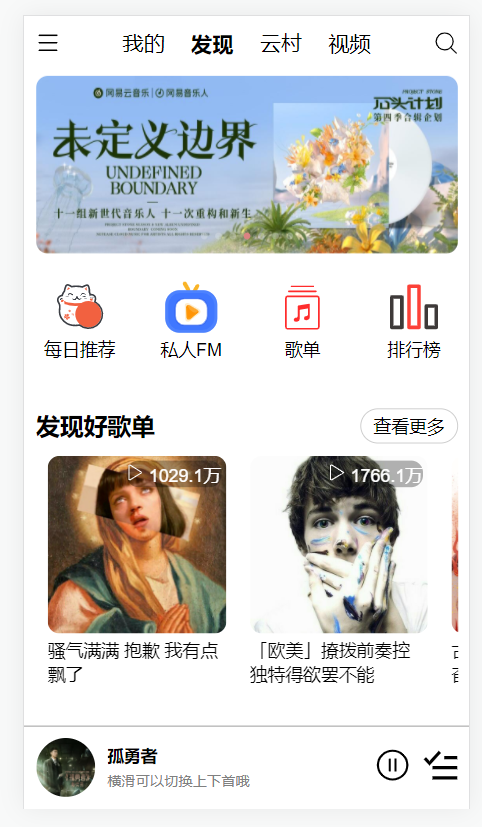 我的 发现 云村 视频
网易云音乐 网易音乐人
PROJECT STONE
石头计划
第四季合辑企划
未定义边界
UNDEFINED
BOUNDARY
十一组新世代音乐人 十一次重构和新生
每日推荐 私人FM 歌单 排行榜
发现好歌单 查看更多
1029.1万 1766.1万
骚气满满 抱歉 我有点飘了
「欧美」撩拨前奏控 独特得欲罢不能
孤勇者
横滑可以切换上下首哦